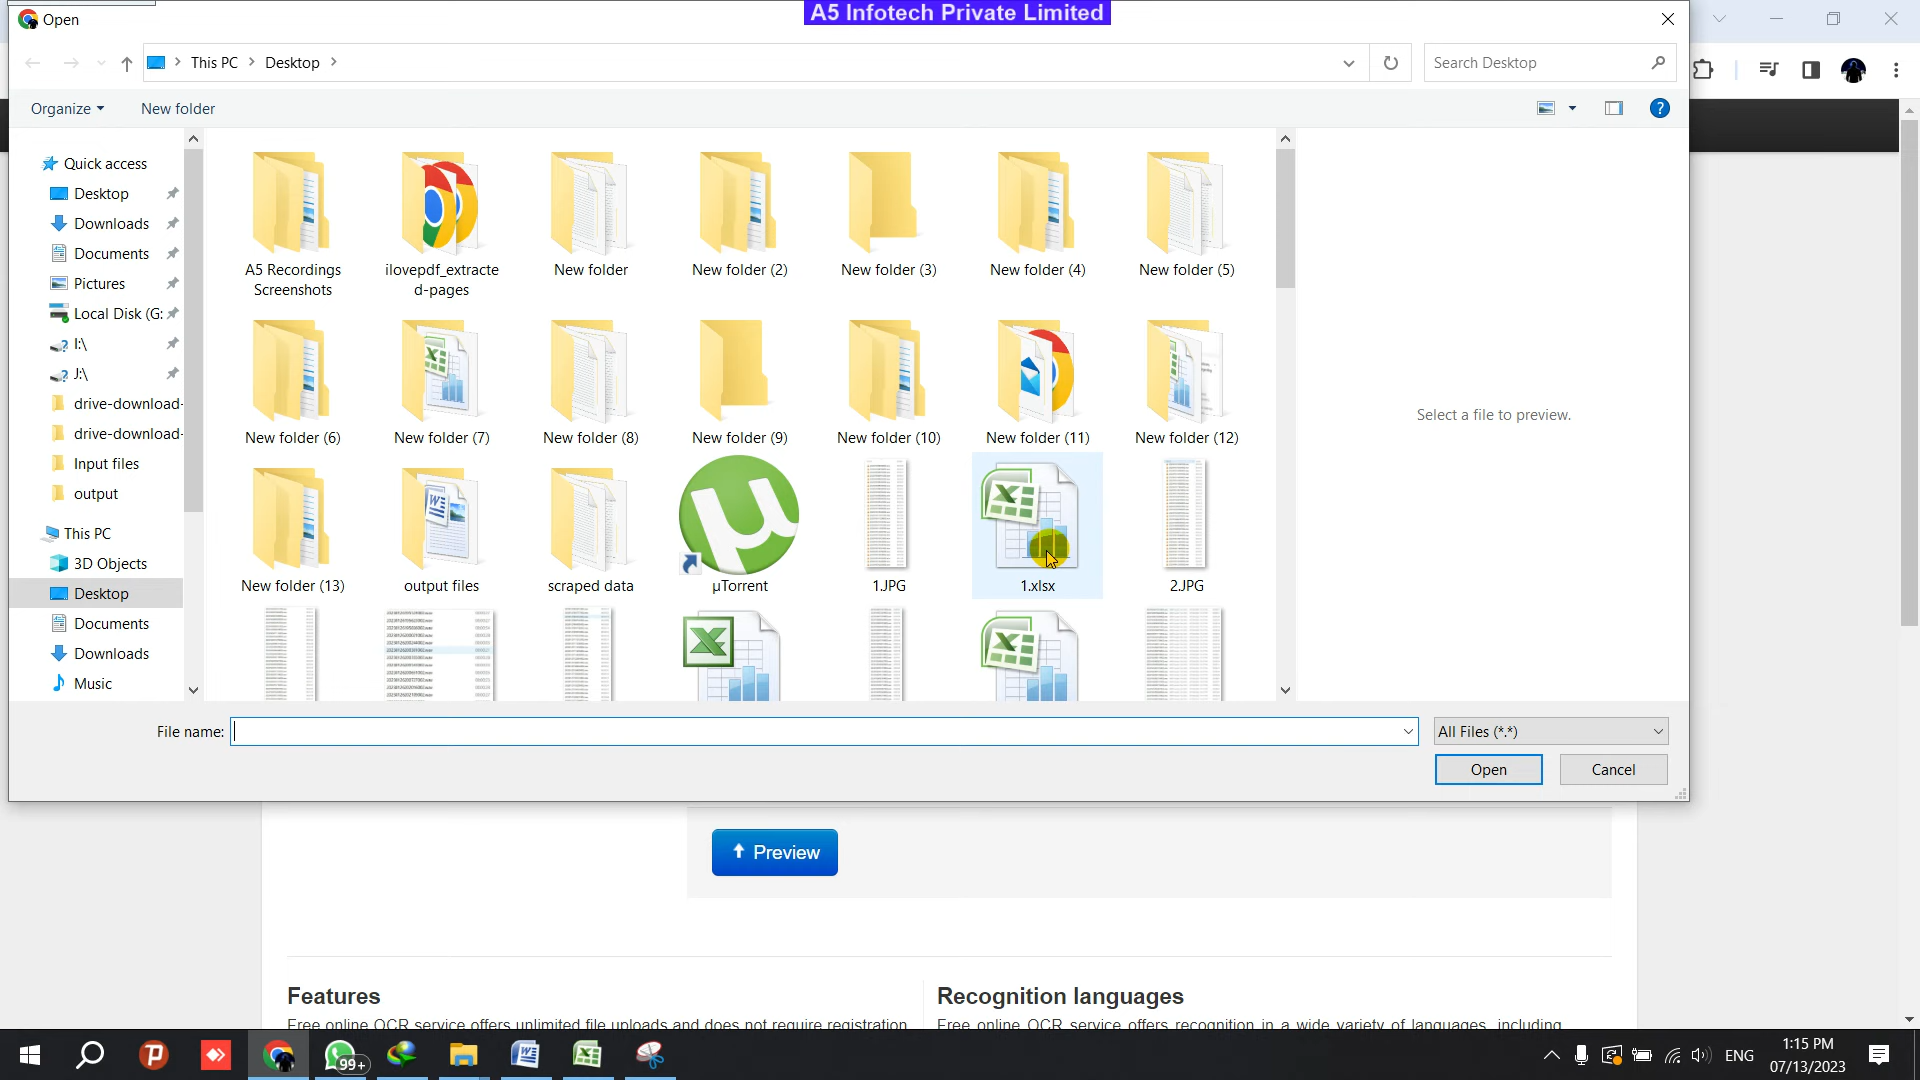 Open
A5 Infotech Private Limited
This PC
Desktop
Search Desktop
Organize
New folder
Quick access
Desktop
Downloads
Documents
Pictures
Local Disk (G:
I:\
J:\
drive-download-
drive-download-
Input files
output
This PC
3D Objects
Desktop
Documents
Downloads
Music
A5 Recordings
Screenshots
ilovepdf_extracte
d-pages
New folder
New folder (2)
New folder (3)
New folder (4)
New folder (5)
New folder (6)
New folder (7)
New folder (8)
New folder (9)
New folder (10)
New folder (11)
New folder (12)
New folder (13)
output files
scraped data
µTorrent
1.JPG
1.xlsx
2.JPG
Select a file to preview.
File name:
All Files (*.*)
Open
Cancel
Preview
Features
Free online OCR service offers unlimited file uploads and does not require registration
Recognition languages
Free online OCR service offers recognition in a wide variety of languages, including
99+
ENG
1:15 PM
07/13/2023